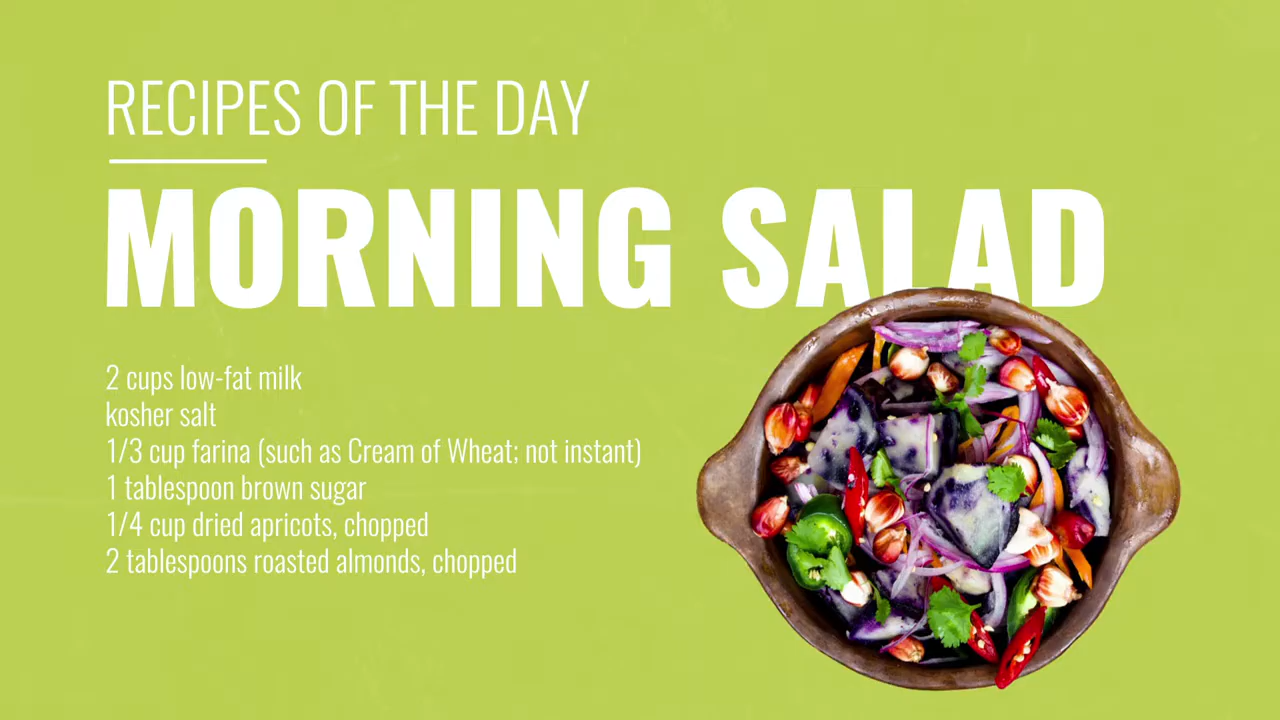 RECIPES OF THE DAY
MORNING SALAD
2 cups low-fat milk
kosher salt
1/3 cup farina (such as Cream of Wheat; not instant)
1 tablespoon brown sugar
1/4 cup dried apricots, chopped
2 tablespoons roasted almonds, chopped